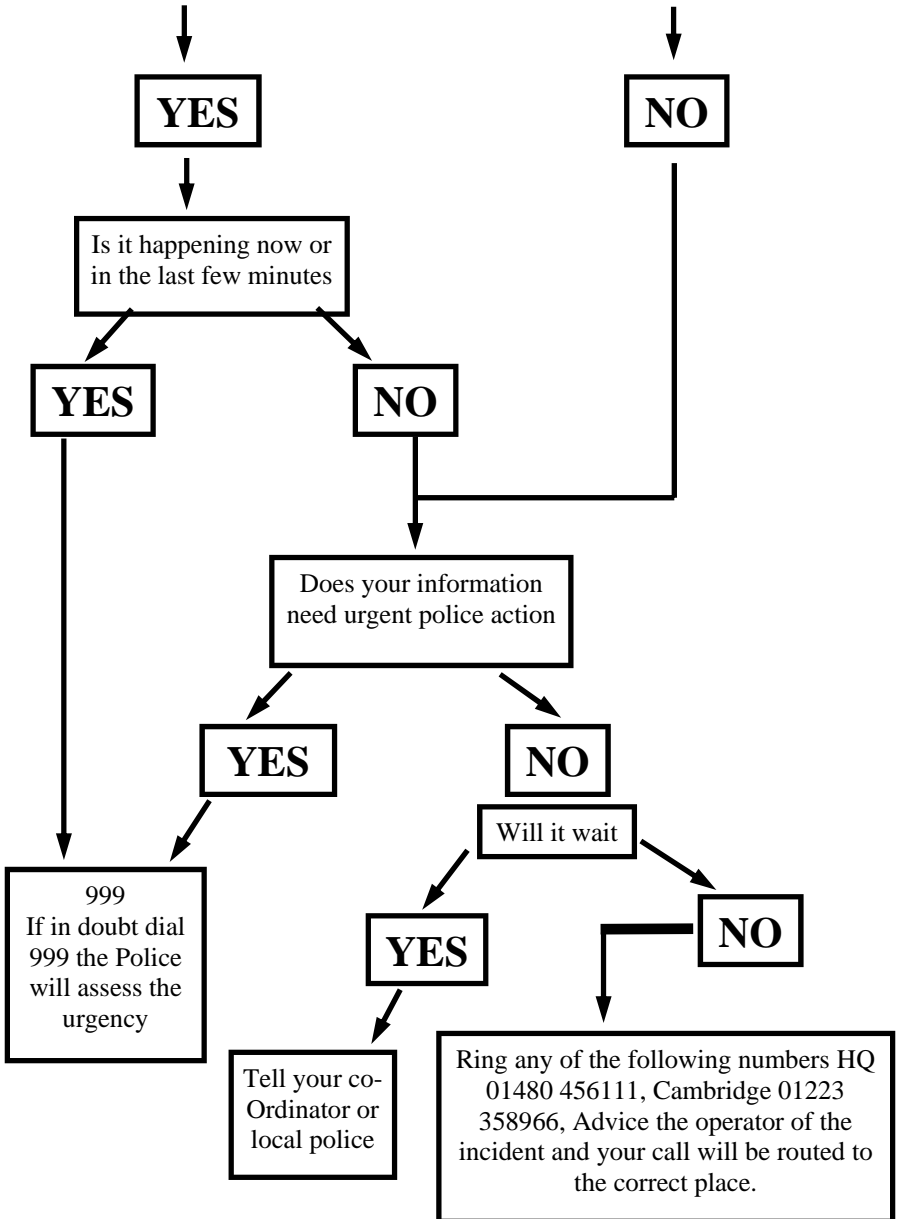 YES
NO
Is it happening now or
in the last few minutes
YES
NO
Does your information
need urgent police action
YES
NO
Will it wait
999
If in doubt dial
999 the Police
will assess the
urgency
YES
NO
Tell your co-
Ordinator or
local police
Ring any of the following numbers HQ
01480 456111, Cambridge 01223
358966, Advice the operator of the
incident and your call will be routed to
the correct place.